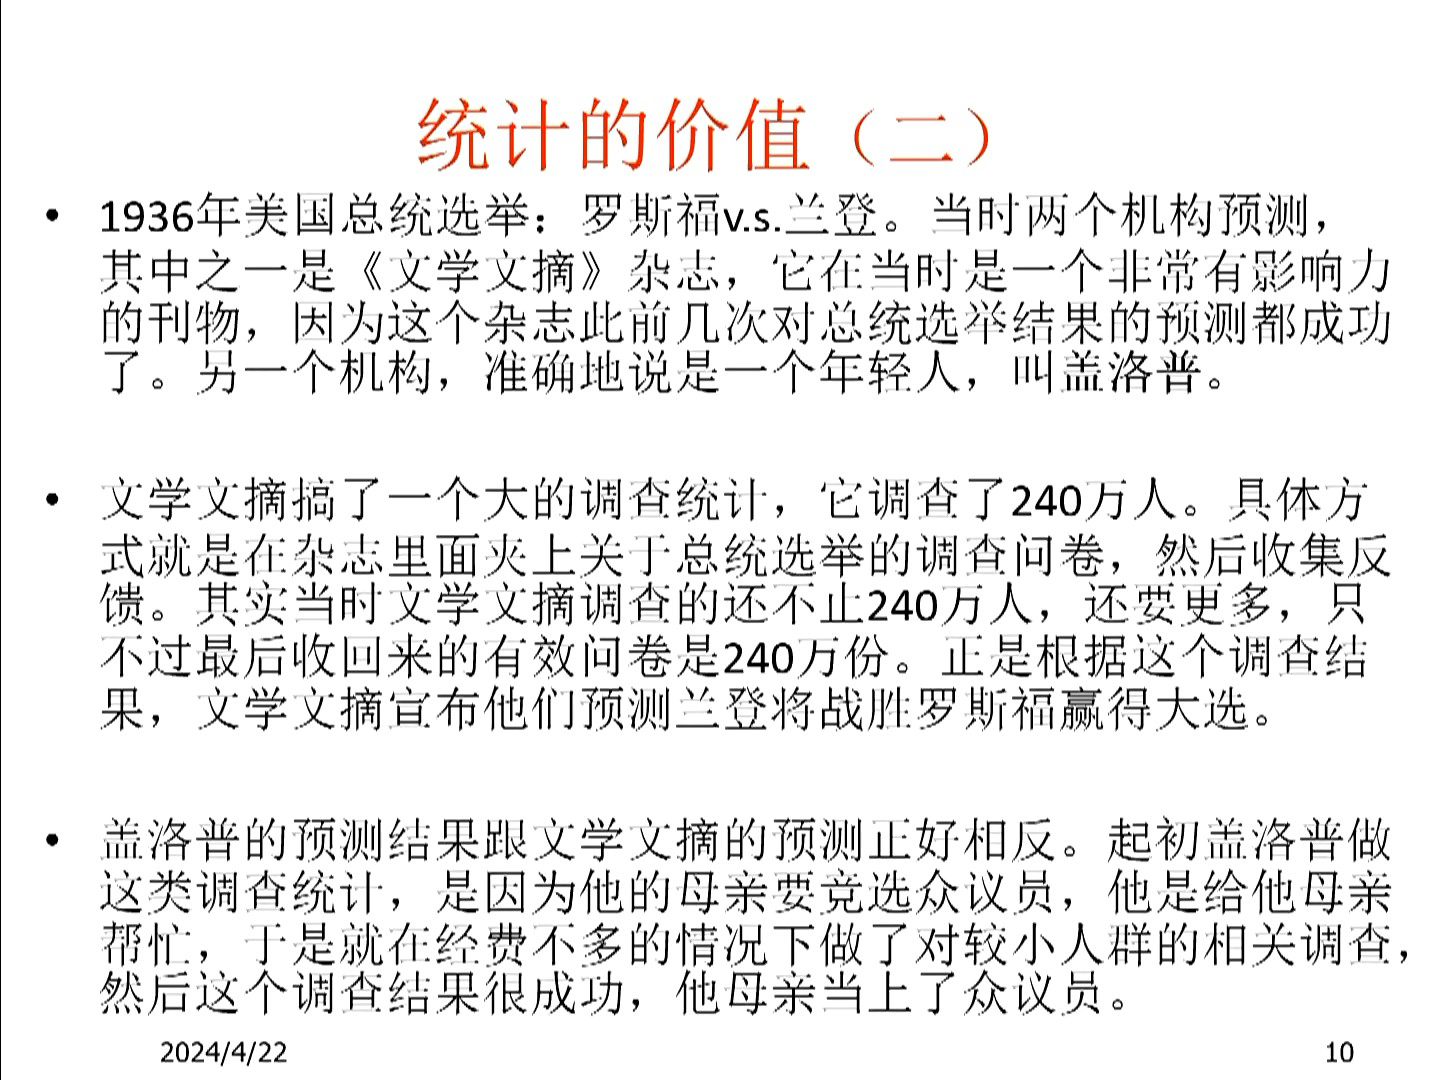 统计的价值（二）
• 1936年美国总统选举：罗斯福v.s.兰登。当时两个机构预测，
其中之一是《文学文摘》杂志，它在当时是一个非常有影响力
的刊物，因为这个杂志此前几次对总统选举结果的预测都成功
了。另一个机构，准确地说是一个年轻人，叫盖洛普。
• 文学文摘搞了一个大的调查统计，它调查了240万人。具体方
式就是在杂志里面夹上关于总统选举的调查问卷，然后收集反
馈。其实当时文学文摘调查的还不止240万人，还要更多，只
不过最后收回来的有效问卷是240万份。正是根据这个调查结
果，文学文摘宣布他们预测兰登将战胜罗斯福赢得大选。
• 盖洛普的预测结果跟文学文摘的预测正好相反。起初盖洛普做
这类调查统计，是因为他的母亲要竞选众议员，他是给他母亲
帮忙，于是就在经费不多的情况下做了对较小人群的相关调查，
然后这个调查结果很成功，他母亲当上了众议员。
2024/4/22
10